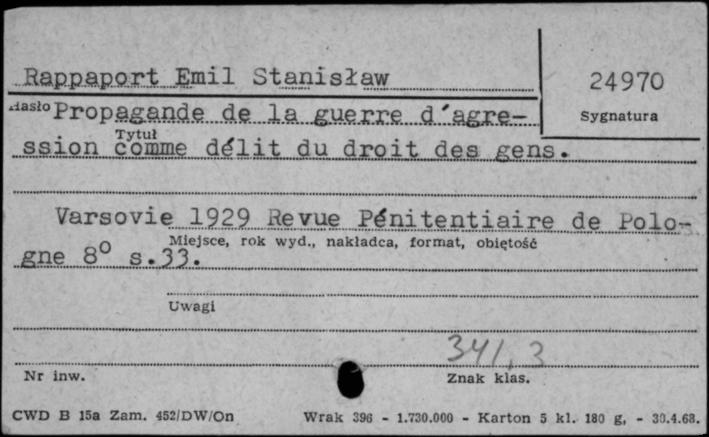 Rappaport Emil Stanisław
24970
Hasło Propagande de la guerre d'agre-
Sygnatura
Tytuł
ssion comme délit du droit des gens.
Varsovie 1929 Revue Pénitentiaire de Polo-
Miejsce, rok wyd., nakładca, format, obiętość
gne 8° s.33.
Uwagi
341,3
Nr inw.
Znak klas.
CWD B 15a Zam. 452/DW/On
Wrak 396 - 1.730.000 - Karton 5 kl. 180 g, - 30.4.68.